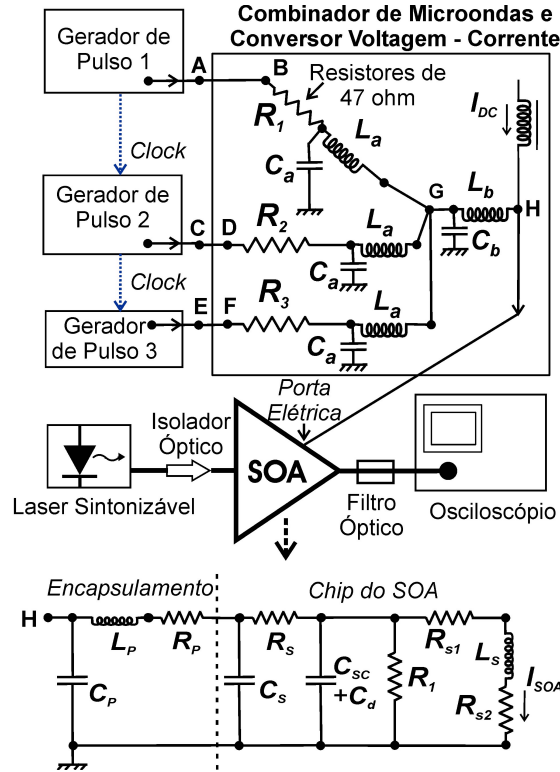 Combinador de Microondas e
Conversor Voltagem - Corrente
Gerador de
Pulso 1
A
B
Resistores de
47 ohm
R1
La
Ca
IDC
Clock
Gerador de
Pulso 2
C
D
R2
La
Ca
G
Lb
H
Cb
Clock
Gerador
de Pulso 3
E
F
R3
La
Ca
Porta
Elétrica
Isolador
Óptico
SOA
Laser Sintonizável
Filtro
Óptico
Osciloscópio
Encapsulamento
Chip do SOA
H
LP
RP
CP
RS
CS
CSC
+Cd
R1
Rs1
LS
Rs2
ISOA